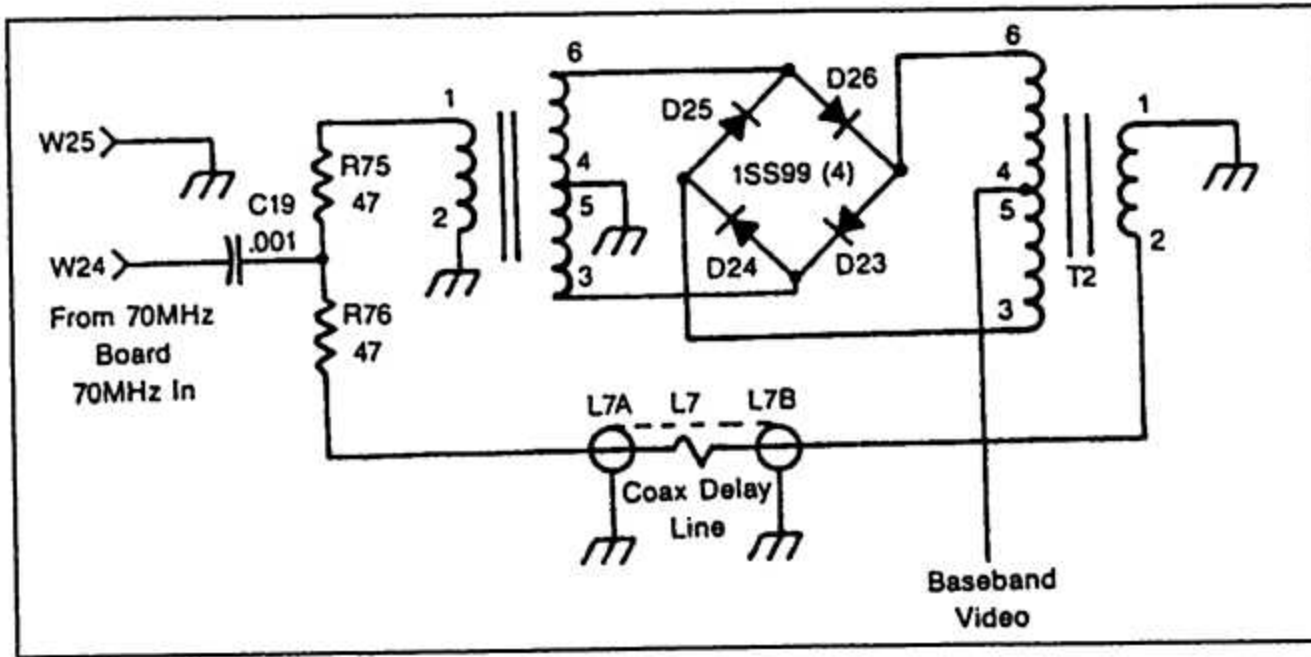 6
D26
6
D25
1
1
W25
R75
4
1SS99 (4)
4
47
5
5
C19
2
.001
2
W24
3
D24
D23
T2
From 70MHz
Board
70MHz In
R76
47
3
L7A
L7
L7B
Coax Delay
Line
Baseband
Video